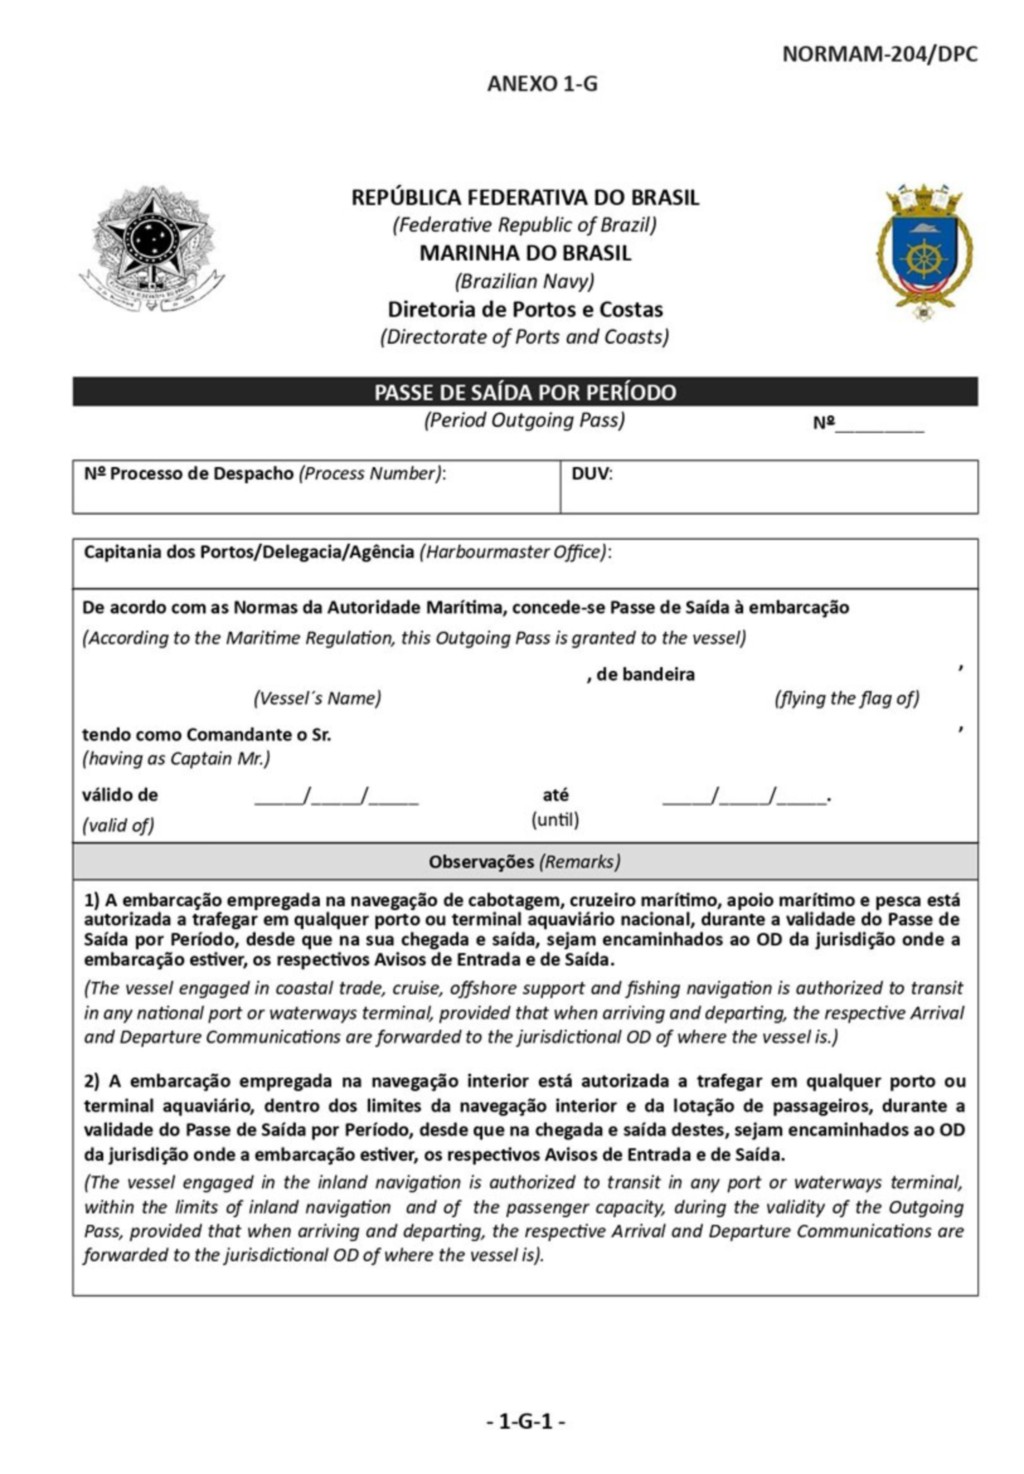 NORMAM-204/DPC
ANEXO 1-G
REPÚBLICA FEDERATIVA DO BRASIL
(Federative Republic of Brazil)
MARINHA DO BRASIL
(Brazilian Navy)
Diretoria de Portos e Costas
(Directorate of Ports and Coasts)
PASSE DE SAÍDA POR PERÍODO
(Period Outgoing Pass) Nº_________
Nº Processo de Despacho (Process Number): DUV:
Capitania dos Portos/Delegacia/Agência (Harbourmaster Office):
De acordo com as Normas da Autoridade Marítima, concede-se Passe de Saída à embarcação
(According to the Maritime Regulation, this Outgoing Pass is granted to the vessel)
, de bandeira ,
(Vessel´s Name) (flying the flag of)
tendo como Comandante o Sr. ,
(having as Captain Mr.)
válido de _____/_____/_____ até _____/_____/_____.
(valid of) (until)
Observações (Remarks)
1) A embarcação empregada na navegação de cabotagem, cruzeiro marítimo, apoio marítimo e pesca está
autorizada a trafegar em qualquer porto ou terminal aquaviário nacional, durante a validade do Passe de
Saída por Período, desde que na sua chegada e saída, sejam encaminhados ao OD da jurisdição onde a
embarcação estiver, os respectivos Avisos de Entrada e de Saída.
(The vessel engaged in coastal trade, cruise, offshore support and fishing navigation is authorized to transit
in any national port or waterways terminal, provided that when arriving and departing, the respective Arrival
and Departure Communications are forwarded to the jurisdictional OD of where the vessel is.)
2) A embarcação empregada na navegação interior está autorizada a trafegar em qualquer porto ou
terminal aquaviário, dentro dos limites da navegação interior e da lotação de passageiros, durante a
validade do Passe de Saída por Período, desde que na chegada e saída destes, sejam encaminhados ao OD
da jurisdição onde a embarcação estiver, os respectivos Avisos de Entrada e de Saída.
(The vessel engaged in the inland navigation is authorized to transit in any port or waterways terminal,
within the limits of inland navigation and of the passenger capacity, during the validity of the Outgoing
Pass, provided that when arriving and departing, the respective Arrival and Departure Communications are
forwarded to the jurisdictional OD of where the vessel is).
- 1-G-1 -